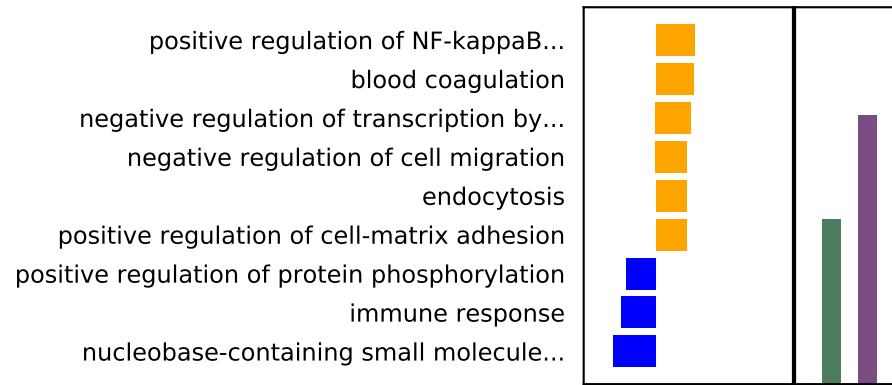 positive regulation of NF-kappaB...
blood coagulation
negative regulation of transcription by...
negative regulation of cell migration
endocytosis
positive regulation of cell-matrix adhesion
positive regulation of protein phosphorylation
immune response
nucleobase-containing small molecule...